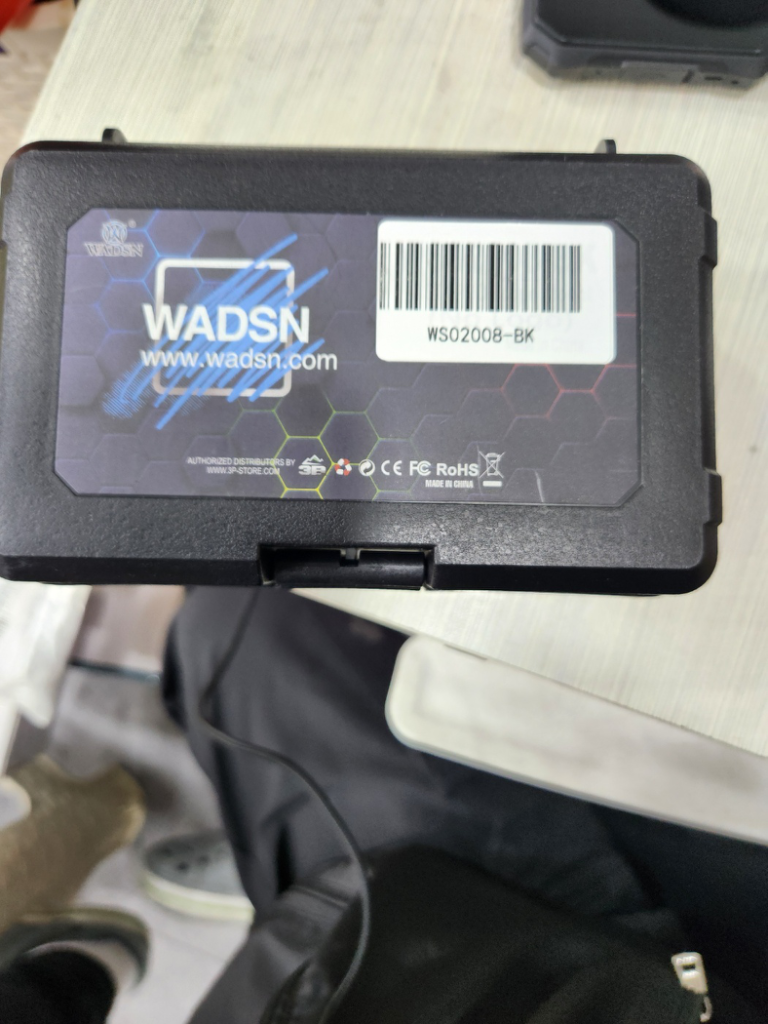 WADSN
WADSN
www.wadsn.com
WS02008-BK
AUTHORIZED DISTRIBUTORS BY
WWW.3P-STORE.COM
3P CE FC RoHS
MADE IN CHINA